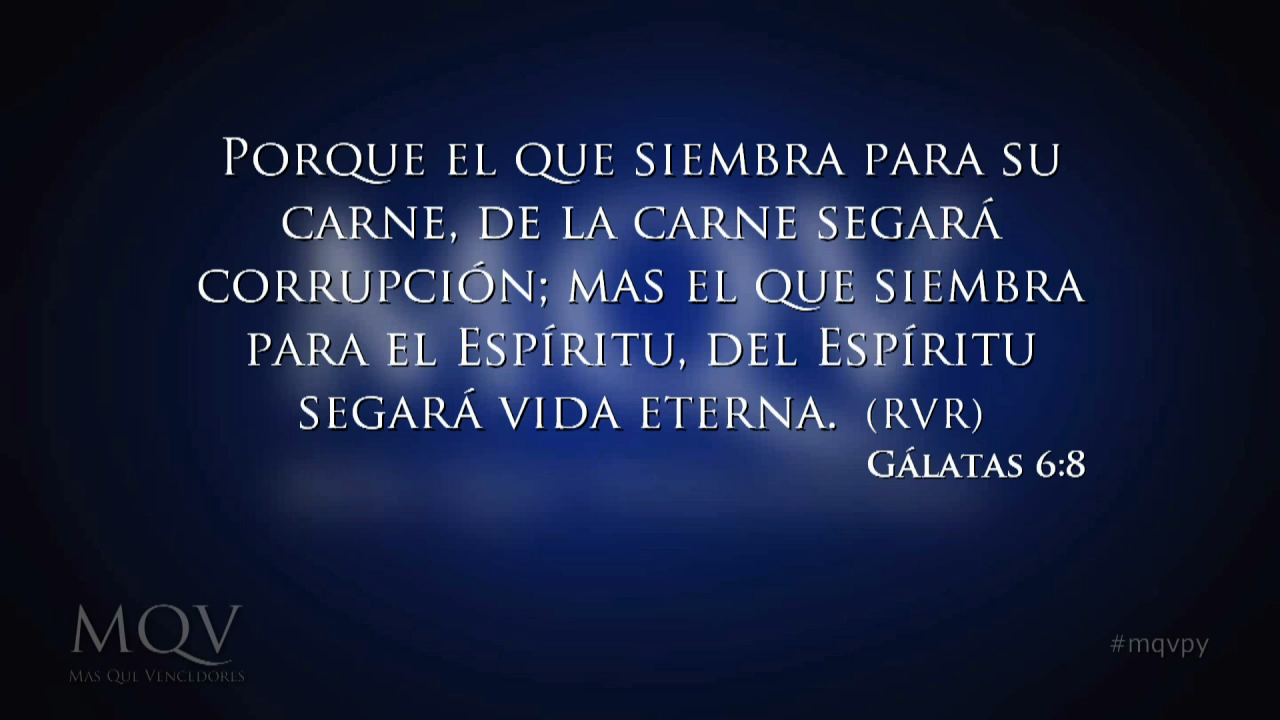 Porque el que siembra para su
carne, de la carne segará
corrupción; mas el que siembra
para el Espíritu, del Espíritu
segará vida eterna. (RVR)
Gálatas 6:8
MQV
Mas Que Vencedores
#mqvpy